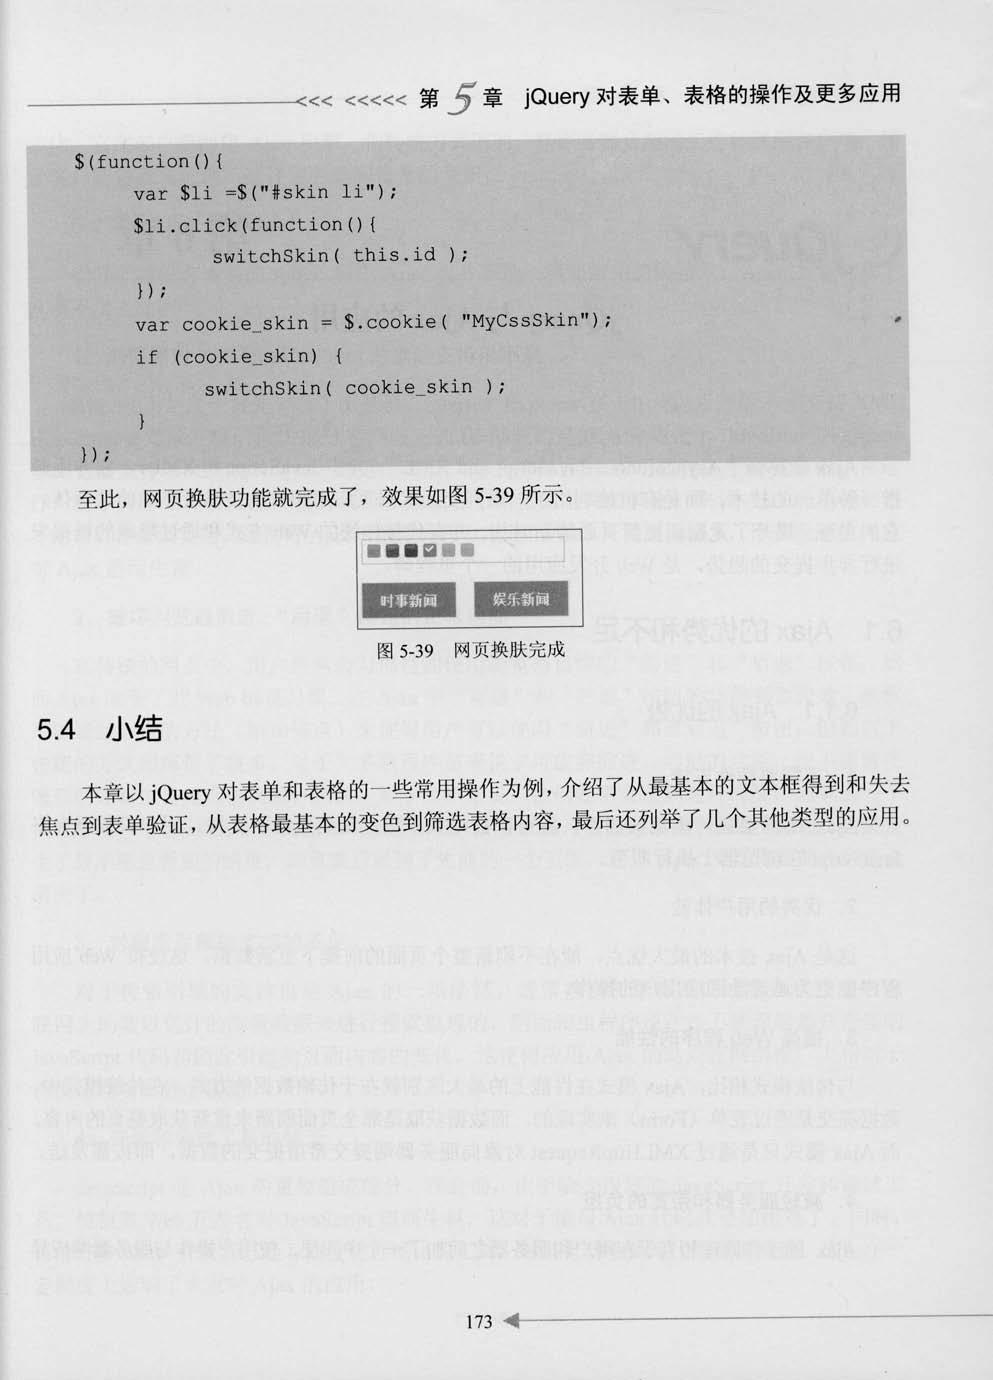 <<< <<<<< 第 5 章 jQuery 对表单、表格的操作及更多应用
$(function(){
var $li =$("#skin li");
$li.click(function(){
switchSkin( this.id );
});
var cookie_skin = $.cookie( "MyCssSkin");
if (cookie_skin) {
switchSkin( cookie_skin );
}
});
至此，网页换肤功能就完成了，效果如图 5-39 所示。
时事新闻 娱乐新闻
图 5-39 网页换肤完成
5.4 小结
本章以 jQuery 对表单和表格的一些常用操作为例，介绍了从最基本的文本框得到和失去
焦点到表单验证，从表格最基本的变色到筛选表格内容，最后还列举了几个其他类型的应用。
173